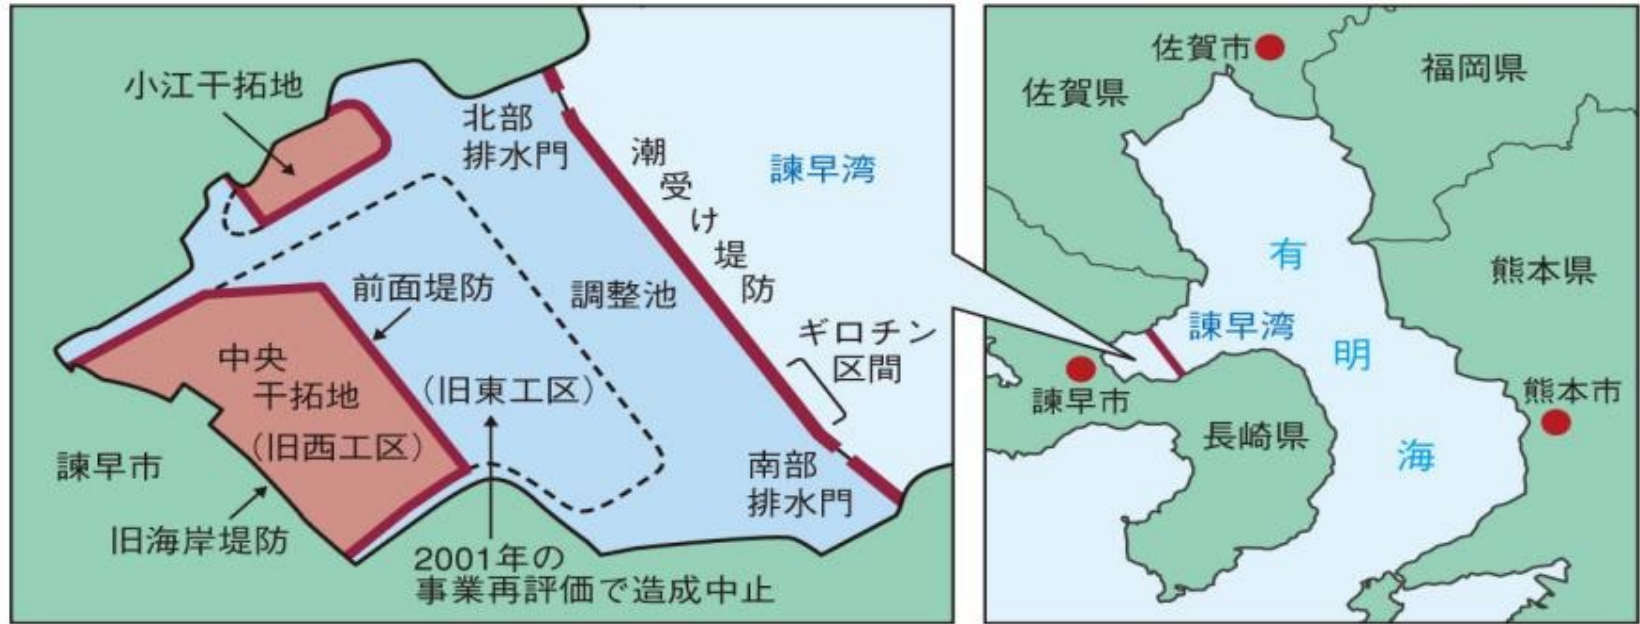 小江干拓地
北部
排水門
潮受け堤防
諫早湾
前面堤防
調整池
ギロチン
区間
中央
干拓地
(旧西工区)
(旧東工区)
諫早市
旧海岸堤防
南部
排水門
2001年の
事業再評価で造成中止
佐賀市
佐賀県
福岡県
有明海
熊本県
諫早湾
諫早市
熊本市
長崎県